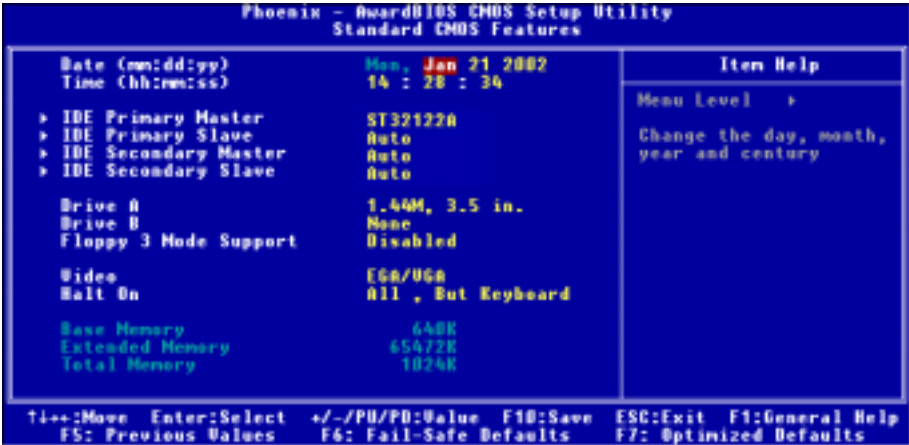 Phoenix - AwardBIOS CMOS Setup Utility
Standard CMOS Features
Date (mm:dd:yy) Mon, Jan 21 2002
Time (hh:mm:ss) 14 : 28 : 34
IDE Primary Master ST32122A
IDE Primary Slave Auto
IDE Secondary Master Auto
IDE Secondary Slave Auto
Drive A 1.44M, 3.5 in.
Drive B None
Floppy 3 Mode Support Disabled
Video EGA/VGA
Halt On All , But Keyboard
Base Memory 640K
Extended Memory 65472K
Total Memory 1024K
Item Help
Menu Level ▸
Change the day, month,
year and century
↑↓→←:Move Enter:Select +/-/PU/PD:Value F10:Save ESC:Exit F1:General Help
F5: Previous Values F6: Fail-Safe Defaults F7: Optimized Defaults